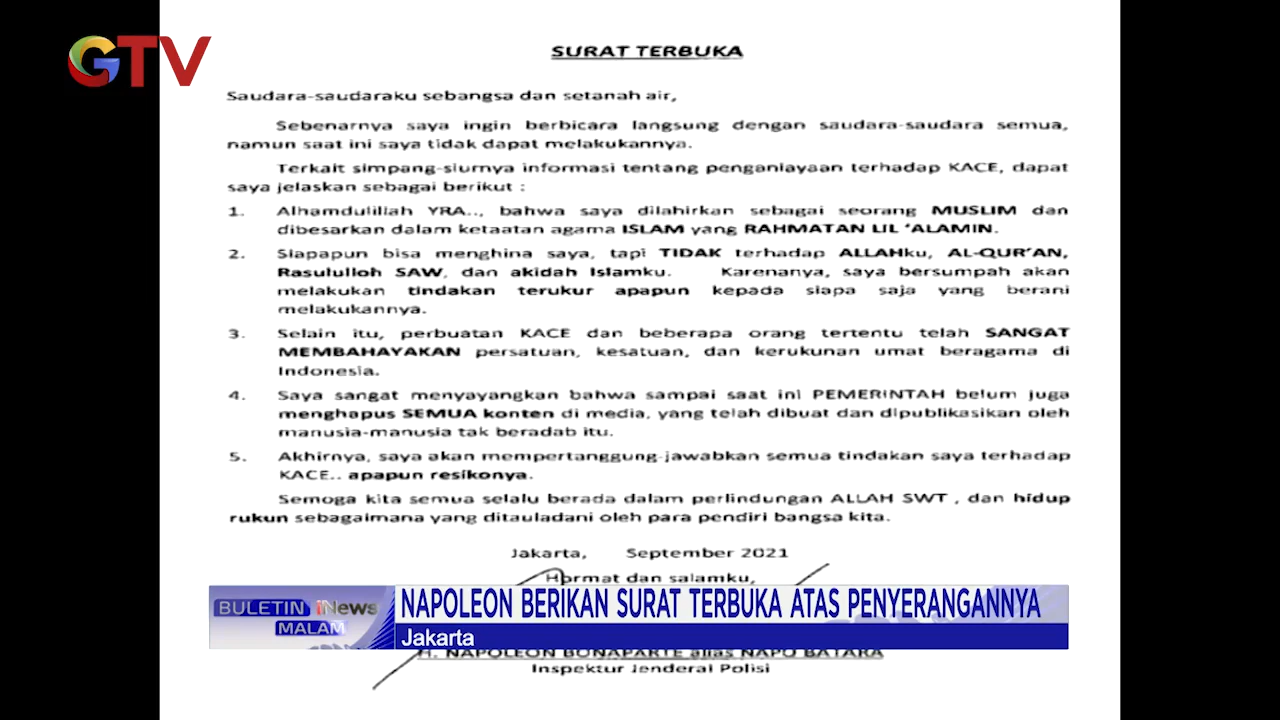 GTV
SURAT TERBUKA
Saudara-saudaraku sebangsa dan setanah air,
Sebenarnya saya ingin berbicara langsung dengan saudara-saudara semua,
namun saat ini saya tidak dapat melakukannya.
Terkait simpang-siurnya informasi tentang penganiayaan terhadap KACE, dapat
saya jelaskan sebagai berikut :
1. Alhamdulillah YRA.., bahwa saya dilahirkan sebagai seorang MUSLIM dan
dibesarkan dalam ketaatan agama ISLAM yang RAHMATAN LIL ‘ALAMIN.
2. Siapapun bisa menghina saya, tapi TIDAK terhadap ALLAHku, AL-QUR’AN,
Rasululloh SAW, dan akidah Islamku. Karenanya, saya bersumpah akan
melakukan tindakan terukur apapun kepada siapa saja yang berani
melakukannya.
3. Selain itu, perbuatan KACE dan beberapa orang tertentu telah SANGAT
MEMBAHAYAKAN persatuan, kesatuan, dan kerukunan umat beragama di
Indonesia.
4. Saya sangat menyayangkan bahwa sampai saat ini PEMERINTAH belum juga
menghapus SEMUA konten di media, yang telah dibuat dan dipublikasikan oleh
manusia-manusia tak beradab itu.
5. Akhirnya, saya akan mempertanggung-jawabkan semua tindakan saya terhadap
KACE.. apapun resikonya.
Semoga kita semua selalu berada dalam perlindungan ALLAH SWT , dan hidup
rukun sebagaimana yang ditauladani oleh para pendiri bangsa kita.
Jakarta, September 2021
Hormat dan salamku,
BULETIN iNews
MALAM
NAPOLEON BERIKAN SURAT TERBUKA ATAS PENYERANGANNYA
Jakarta
H. NAPOLEON BONAPARTE alias NAPO BATARA
Inspektur Jenderal Polisi